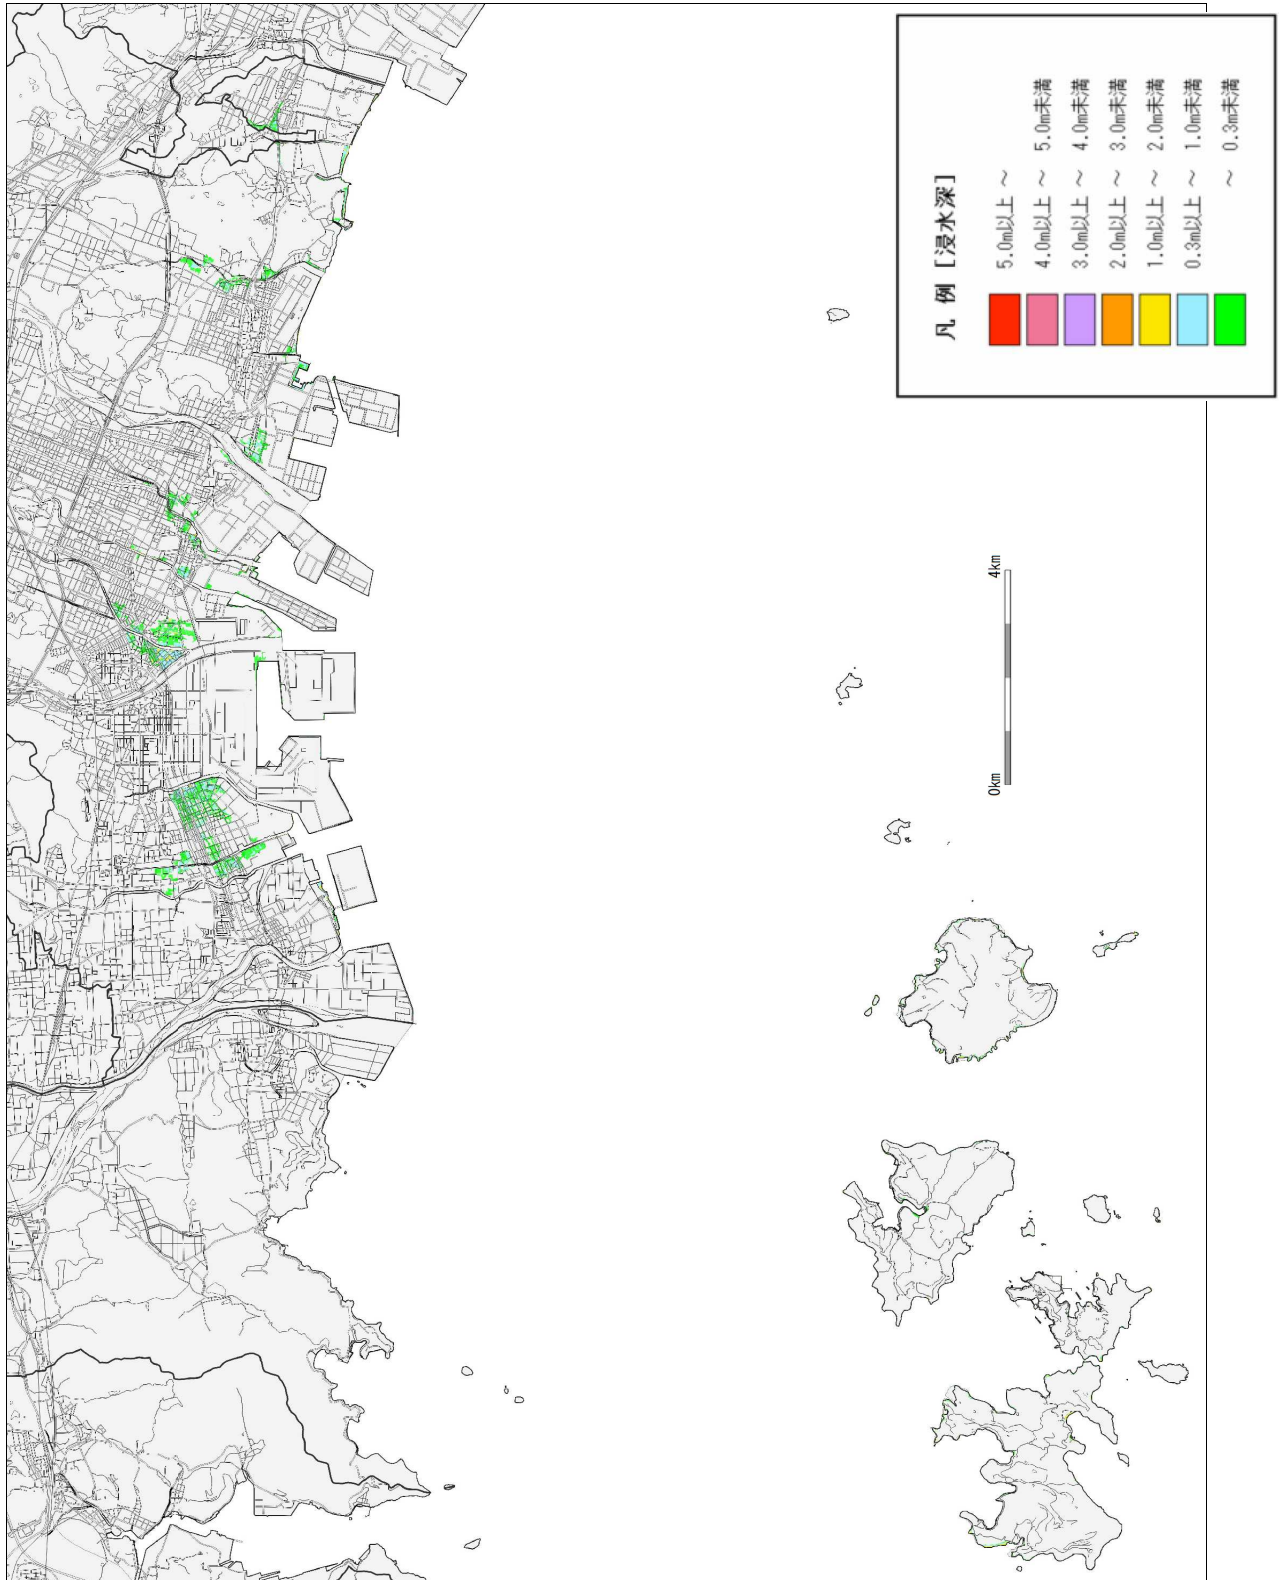 凡 例 [浸水深]
5.0m以上 ～
4.0m以上 ～ 5.0m未満
3.0m以上 ～ 4.0m未満
2.0m以上 ～ 3.0m未満
1.0m以上 ～ 2.0m未満
0.3m以上 ～ 1.0m未満
～ 0.3m未満
0km 4km